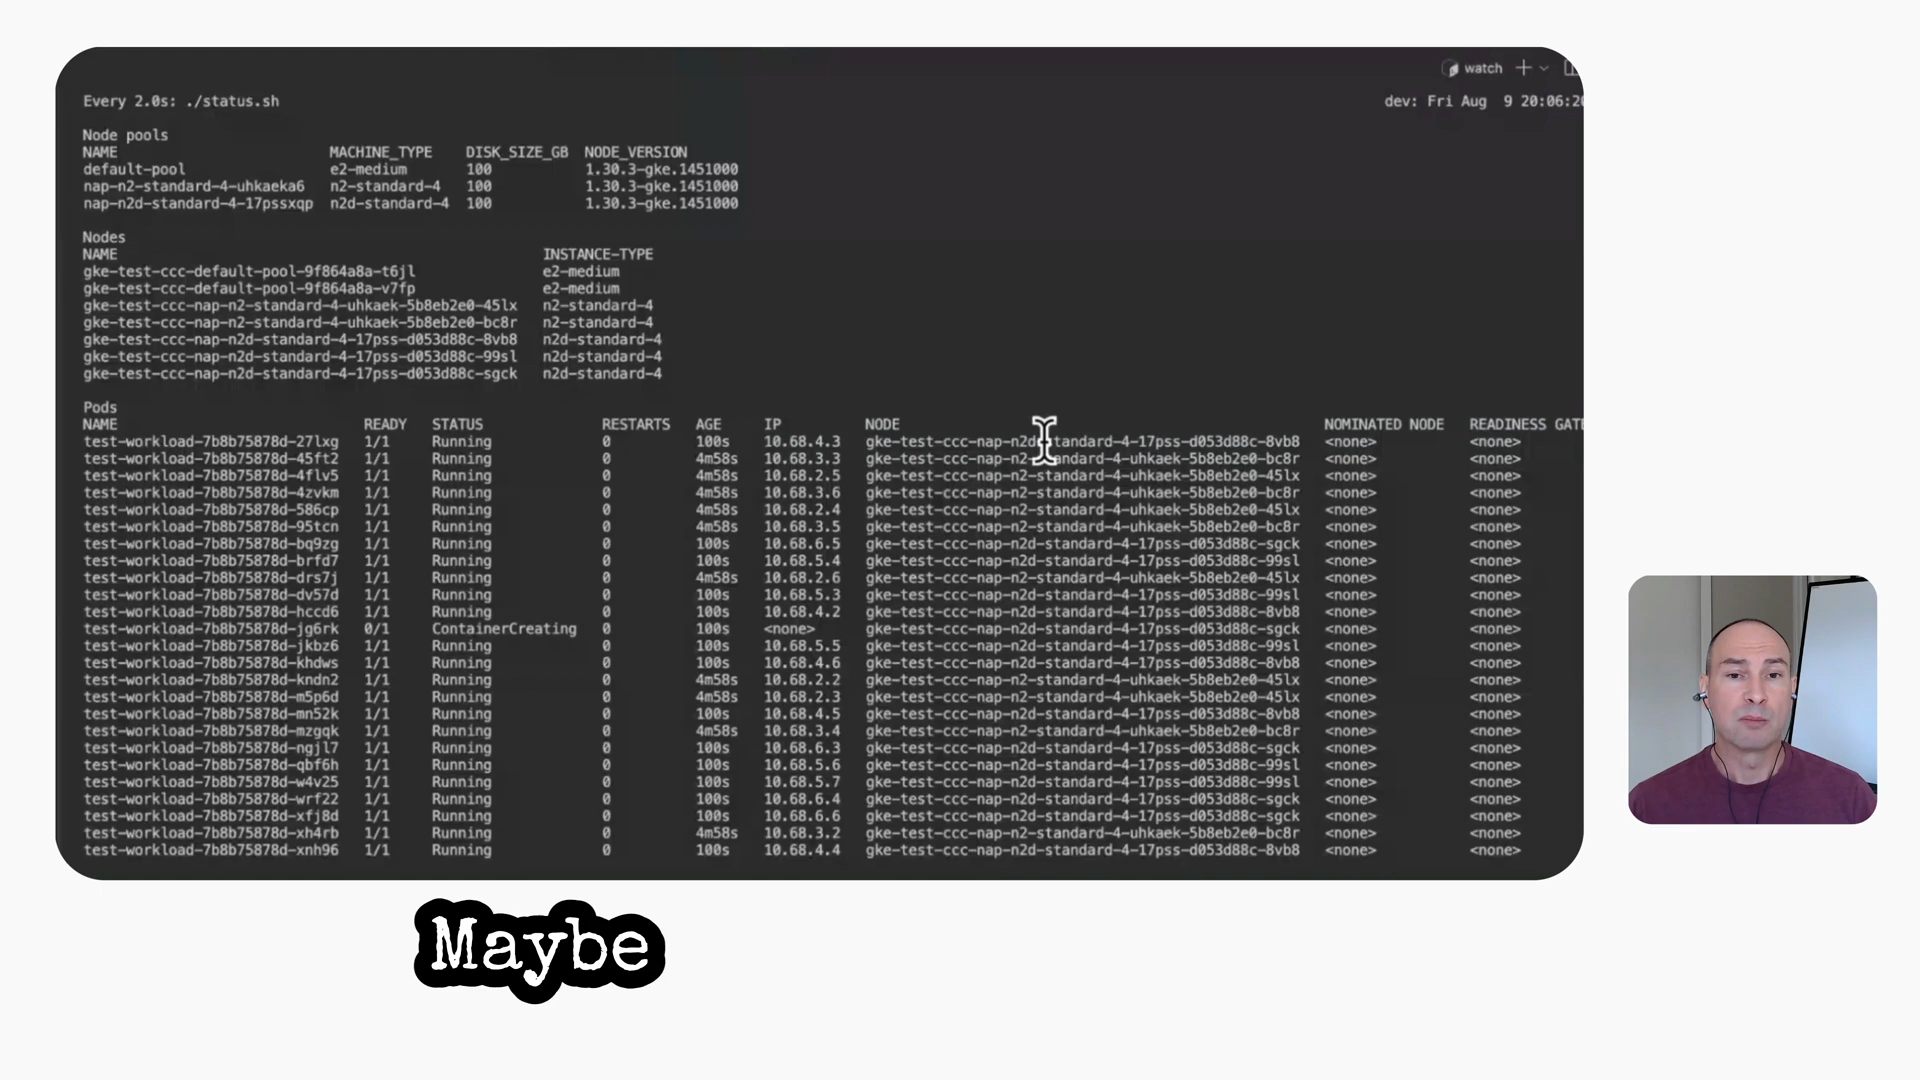 watch
Every 2.0s: ./status.sh dev: Fri Aug 9 20:06:20
Node pools
NAME MACHINE_TYPE DISK_SIZE_GB NODE_VERSION
default-pool e2-medium 100 1.30.3-gke.1451000
nap-n2-standard-4-uhkaeka6 n2-standard-4 100 1.30.3-gke.1451000
nap-n2d-standard-4-17pssxqp n2d-standard-4 100 1.30.3-gke.1451000
Nodes
NAME INSTANCE-TYPE
gke-test-ccc-default-pool-9f864a8a-t6jl e2-medium
gke-test-ccc-default-pool-9f864a8a-v7fp e2-medium
gke-test-ccc-nap-n2-standard-4-uhkaek-5b8eb2e0-45lx n2-standard-4
gke-test-ccc-nap-n2-standard-4-uhkaek-5b8eb2e0-bc8r n2-standard-4
gke-test-ccc-nap-n2d-standard-4-17pss-d053d88c-8vb8 n2d-standard-4
gke-test-ccc-nap-n2d-standard-4-17pss-d053d88c-99sl n2d-standard-4
gke-test-ccc-nap-n2d-standard-4-17pss-d053d88c-sgck n2d-standard-4
Pods
NAME READY STATUS RESTARTS AGE IP NODE NOMINATED NODE READINESS GATE
test-workload-7b8b75878d-27lxg 1/1 Running 0 100s 10.68.4.3 gke-test-ccc-nap-n2d-standard-4-17pss-d053d88c-8vb8 <none> <none>
test-workload-7b8b75878d-45ft2 1/1 Running 0 4m58s 10.68.3.3 gke-test-ccc-nap-n2-standard-4-uhkaek-5b8eb2e0-bc8r <none> <none>
test-workload-7b8b75878d-4flv5 1/1 Running 0 4m58s 10.68.2.5 gke-test-ccc-nap-n2-standard-4-uhkaek-5b8eb2e0-45lx <none> <none>
test-workload-7b8b75878d-4zvkm 1/1 Running 0 4m58s 10.68.3.6 gke-test-ccc-nap-n2-standard-4-uhkaek-5b8eb2e0-bc8r <none> <none>
test-workload-7b8b75878d-586cp 1/1 Running 0 4m58s 10.68.2.4 gke-test-ccc-nap-n2-standard-4-uhkaek-5b8eb2e0-45lx <none> <none>
test-workload-7b8b75878d-95tcn 1/1 Running 0 4m58s 10.68.3.5 gke-test-ccc-nap-n2-standard-4-uhkaek-5b8eb2e0-bc8r <none> <none>
test-workload-7b8b75878d-bq9zg 1/1 Running 0 100s 10.68.6.5 gke-test-ccc-nap-n2d-standard-4-17pss-d053d88c-sgck <none> <none>
test-workload-7b8b75878d-brfd7 1/1 Running 0 100s 10.68.5.4 gke-test-ccc-nap-n2d-standard-4-17pss-d053d88c-99sl <none> <none>
test-workload-7b8b75878d-drs7j 1/1 Running 0 4m58s 10.68.2.6 gke-test-ccc-nap-n2-standard-4-uhkaek-5b8eb2e0-45lx <none> <none>
test-workload-7b8b75878d-dv57d 1/1 Running 0 100s 10.68.5.3 gke-test-ccc-nap-n2d-standard-4-17pss-d053d88c-99sl <none> <none>
test-workload-7b8b75878d-hccd6 1/1 Running 0 100s 10.68.4.2 gke-test-ccc-nap-n2d-standard-4-17pss-d053d88c-8vb8 <none> <none>
test-workload-7b8b75878d-jg6rk 0/1 ContainerCreating 0 100s <none> gke-test-ccc-nap-n2d-standard-4-17pss-d053d88c-sgck <none> <none>
test-workload-7b8b75878d-jkbz6 1/1 Running 0 100s 10.68.5.5 gke-test-ccc-nap-n2d-standard-4-17pss-d053d88c-99sl <none> <none>
test-workload-7b8b75878d-khdws 1/1 Running 0 100s 10.68.4.6 gke-test-ccc-nap-n2d-standard-4-17pss-d053d88c-8vb8 <none> <none>
test-workload-7b8b75878d-kndn2 1/1 Running 0 4m58s 10.68.2.2 gke-test-ccc-nap-n2-standard-4-uhkaek-5b8eb2e0-45lx <none> <none>
test-workload-7b8b75878d-m5p6d 1/1 Running 0 4m58s 10.68.2.3 gke-test-ccc-nap-n2-standard-4-uhkaek-5b8eb2e0-45lx <none> <none>
test-workload-7b8b75878d-mn52k 1/1 Running 0 100s 10.68.4.5 gke-test-ccc-nap-n2d-standard-4-17pss-d053d88c-8vb8 <none> <none>
test-workload-7b8b75878d-mzgqk 1/1 Running 0 4m58s 10.68.3.4 gke-test-ccc-nap-n2-standard-4-uhkaek-5b8eb2e0-bc8r <none> <none>
test-workload-7b8b75878d-ngjl7 1/1 Running 0 100s 10.68.6.3 gke-test-ccc-nap-n2d-standard-4-17pss-d053d88c-sgck <none> <none>
test-workload-7b8b75878d-qbf6h 1/1 Running 0 100s 10.68.5.6 gke-test-ccc-nap-n2d-standard-4-17pss-d053d88c-99sl <none> <none>
test-workload-7b8b75878d-w4v25 1/1 Running 0 100s 10.68.5.7 gke-test-ccc-nap-n2d-standard-4-17pss-d053d88c-99sl <none> <none>
test-workload-7b8b75878d-wrf22 1/1 Running 0 100s 10.68.6.4 gke-test-ccc-nap-n2d-standard-4-17pss-d053d88c-sgck <none> <none>
test-workload-7b8b75878d-xfj8d 1/1 Running 0 100s 10.68.6.6 gke-test-ccc-nap-n2d-standard-4-17pss-d053d88c-sgck <none> <none>
test-workload-7b8b75878d-xh4rb 1/1 Running 0 4m58s 10.68.3.2 gke-test-ccc-nap-n2-standard-4-uhkaek-5b8eb2e0-bc8r <none> <none>
test-workload-7b8b75878d-xnh96 1/1 Running 0 100s 10.68.4.4 gke-test-ccc-nap-n2d-standard-4-17pss-d053d88c-8vb8 <none> <none>
Maybe